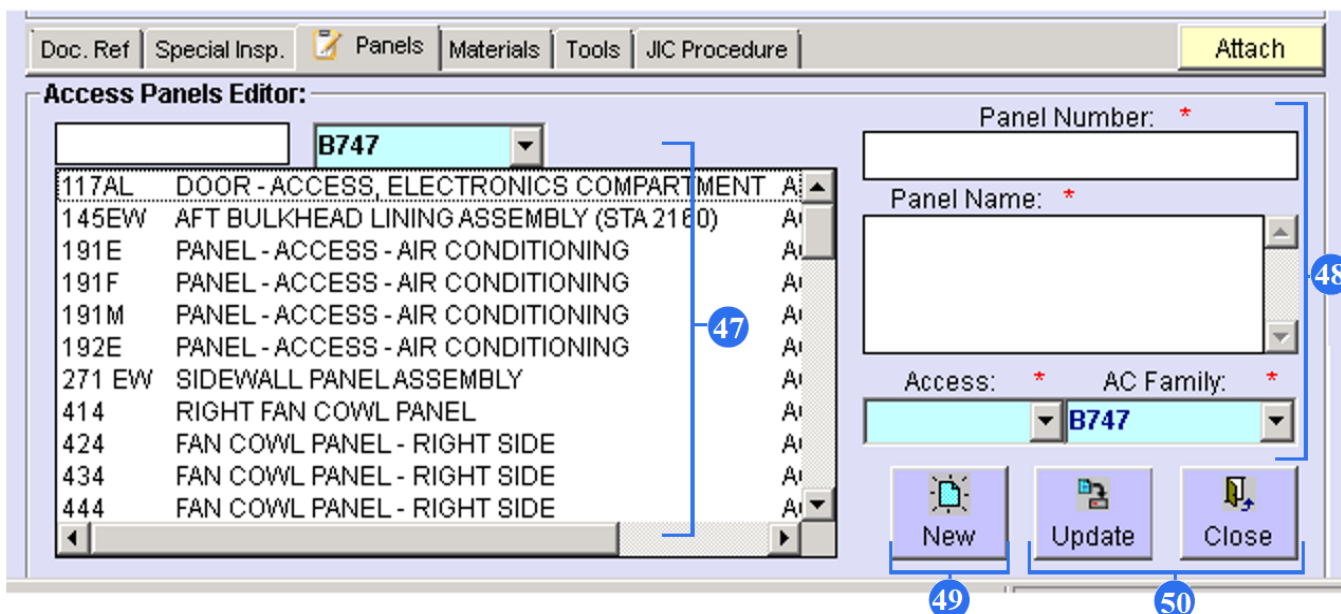 Doc. Ref Special Insp. Panels Materials Tools JIC Procedure Attach
Access Panels Editor:
B747
117AL DOOR - ACCESS, ELECTRONICS COMPARTMENT A
145EW AFT BULKHEAD LINING ASSEMBLY (STA 2160)
191E PANEL - ACCESS - AIR CONDITIONING
191F PANEL - ACCESS - AIR CONDITIONING
191M PANEL - ACCESS - AIR CONDITIONING
192E PANEL - ACCESS - AIR CONDITIONING
271 EW SIDEWALL PANEL ASSEMBLY
414 RIGHT FAN COWL PANEL
424 FAN COWL PANEL - RIGHT SIDE
434 FAN COWL PANEL - RIGHT SIDE
444 FAN COWL PANEL - RIGHT SIDE
47
Panel Number: *
Panel Name: *
48
Access: * AC Family: *
B747
New Update Close
49 50